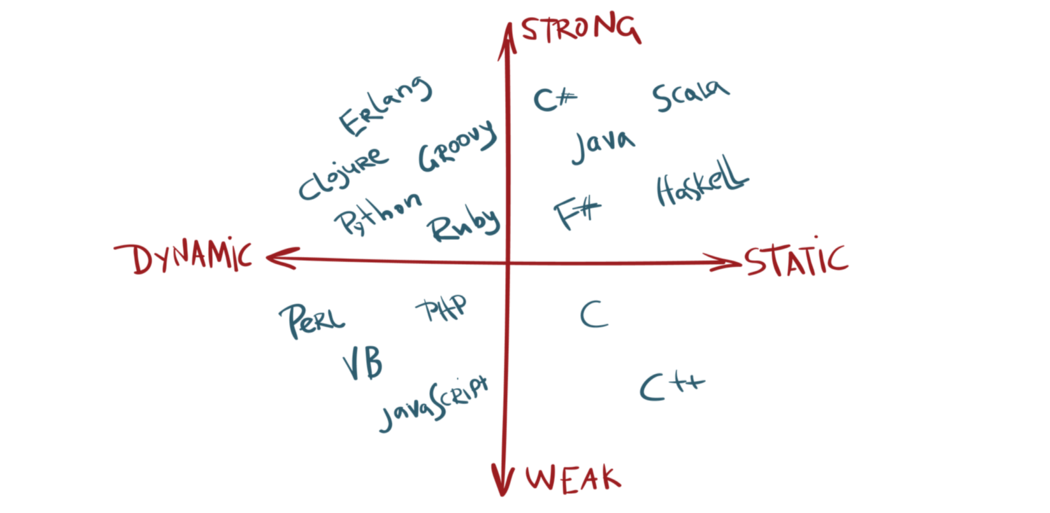 STRONG
ERLang
C#
Scala
Clojure
GROOVY
Java
Python
Ruby
F#
Haskell
DYNAMiC
STATiC
PERL
PHP
C
VB
JavaScRiPt
C++
WEAK